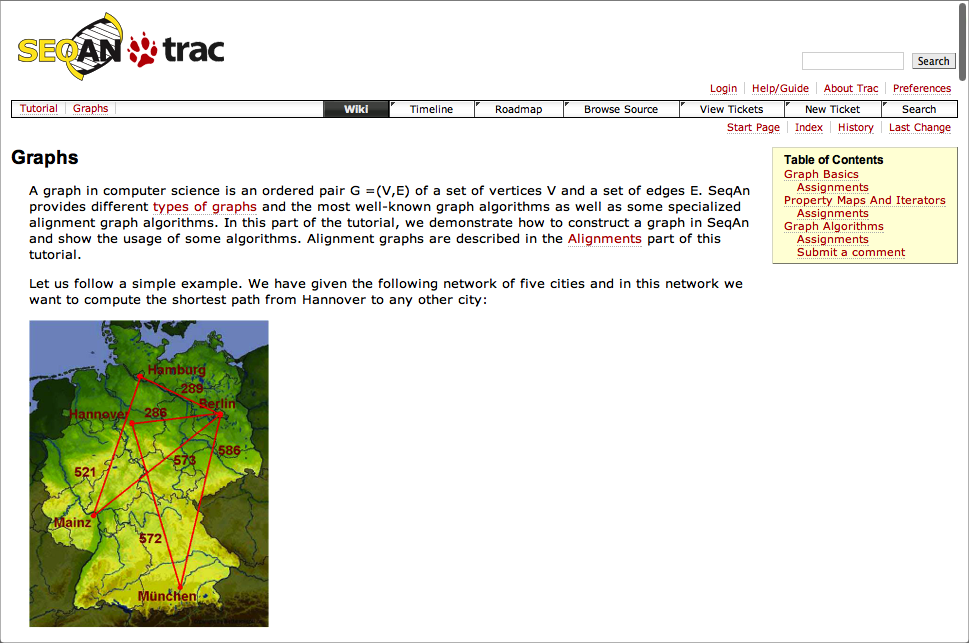 SEQAN trac
Search
Login Help/Guide About Trac Preferences
Tutorial Graphs Wiki Timeline Roadmap Browse Source View Tickets New Ticket Search
Start Page Index History Last Change
Graphs
A graph in computer science is an ordered pair G =(V,E) of a set of vertices V and a set of edges E. SeqAn
provides different types of graphs and the most well-known graph algorithms as well as some specialized
alignment graph algorithms. In this part of the tutorial, we demonstrate how to construct a graph in SeqAn
and show the usage of some algorithms. Alignment graphs are described in the Alignments part of this
tutorial.
Let us follow a simple example. We have given the following network of five cities and in this network we
want to compute the shortest path from Hannover to any other city:
Table of Contents
Graph Basics
Assignments
Property Maps And Iterators
Assignments
Graph Algorithms
Assignments
Submit a comment
Hamburg
289
Berlin
Hannover 286
586
573
521
Mainz
572
München